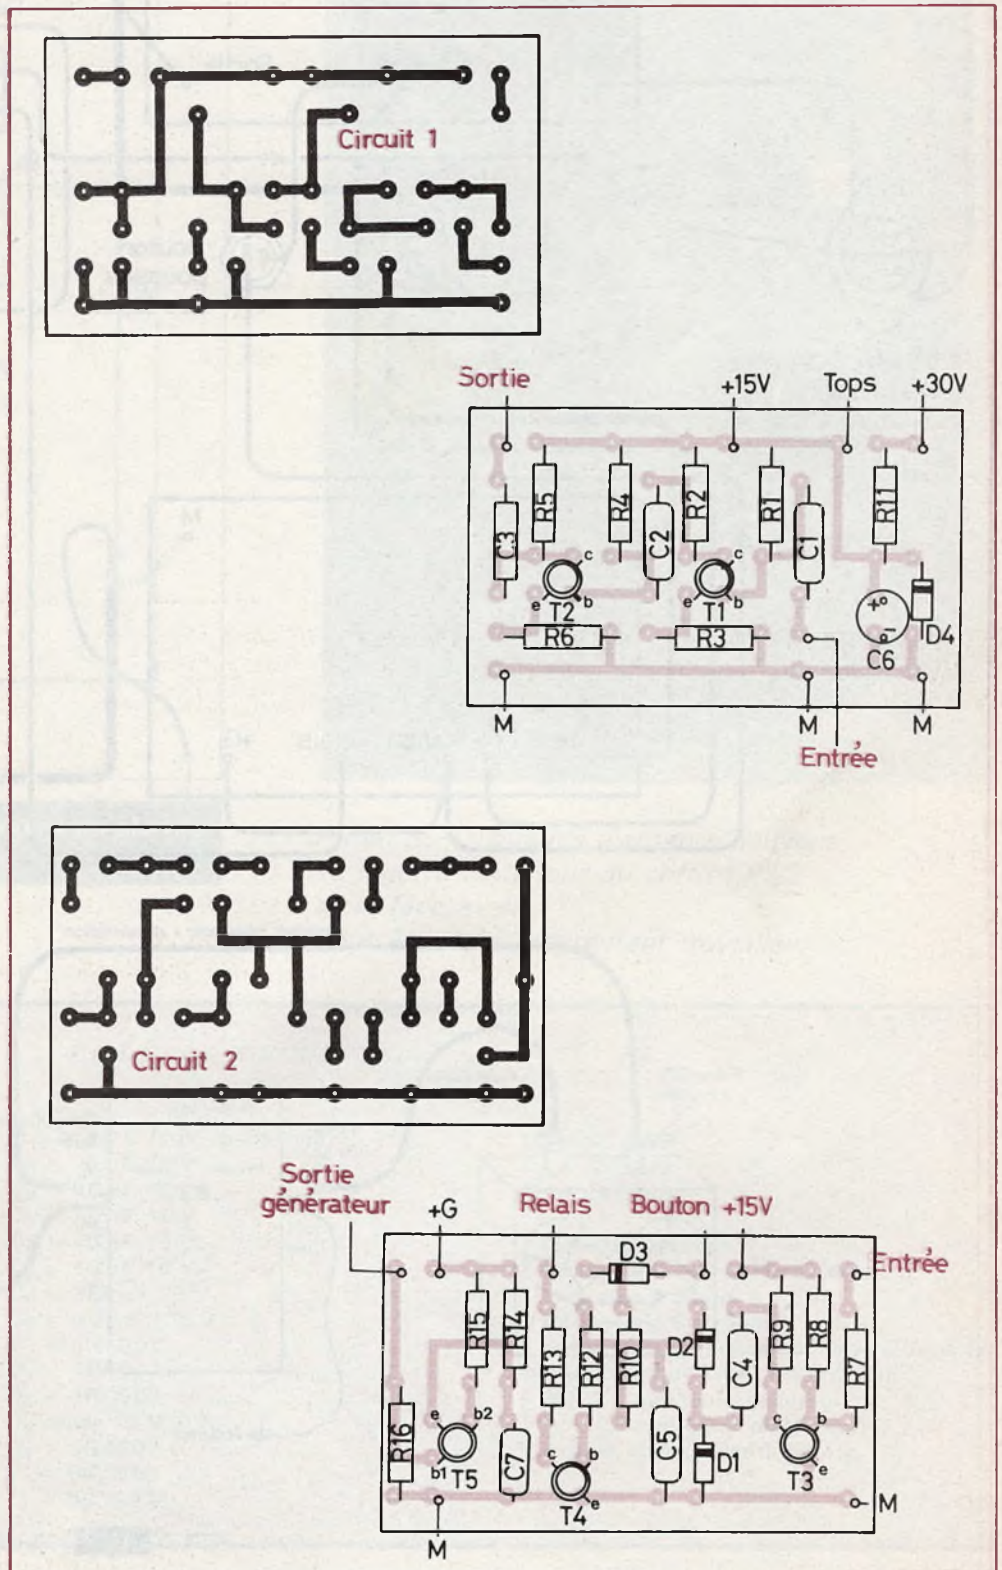 Circuit 1
Sortie
+15V
Tops
+30V
R5
R4
R2
R1
R11
C3
C2
C1
c
c
e
b
e
b
T2
T1
+
-
D4
R6
R3
C6
M
M
M
Entrée
Circuit 2
Sortie
générateur
+G
Relais
Bouton +15V
D3
Entrée
R15
R14
R13
R12
R10
D2
C4
R9
R8
R7
R16
e
b2
b1
T5
C7
c
b
e
T4
C5
D1
c
b
e
T3
M
M